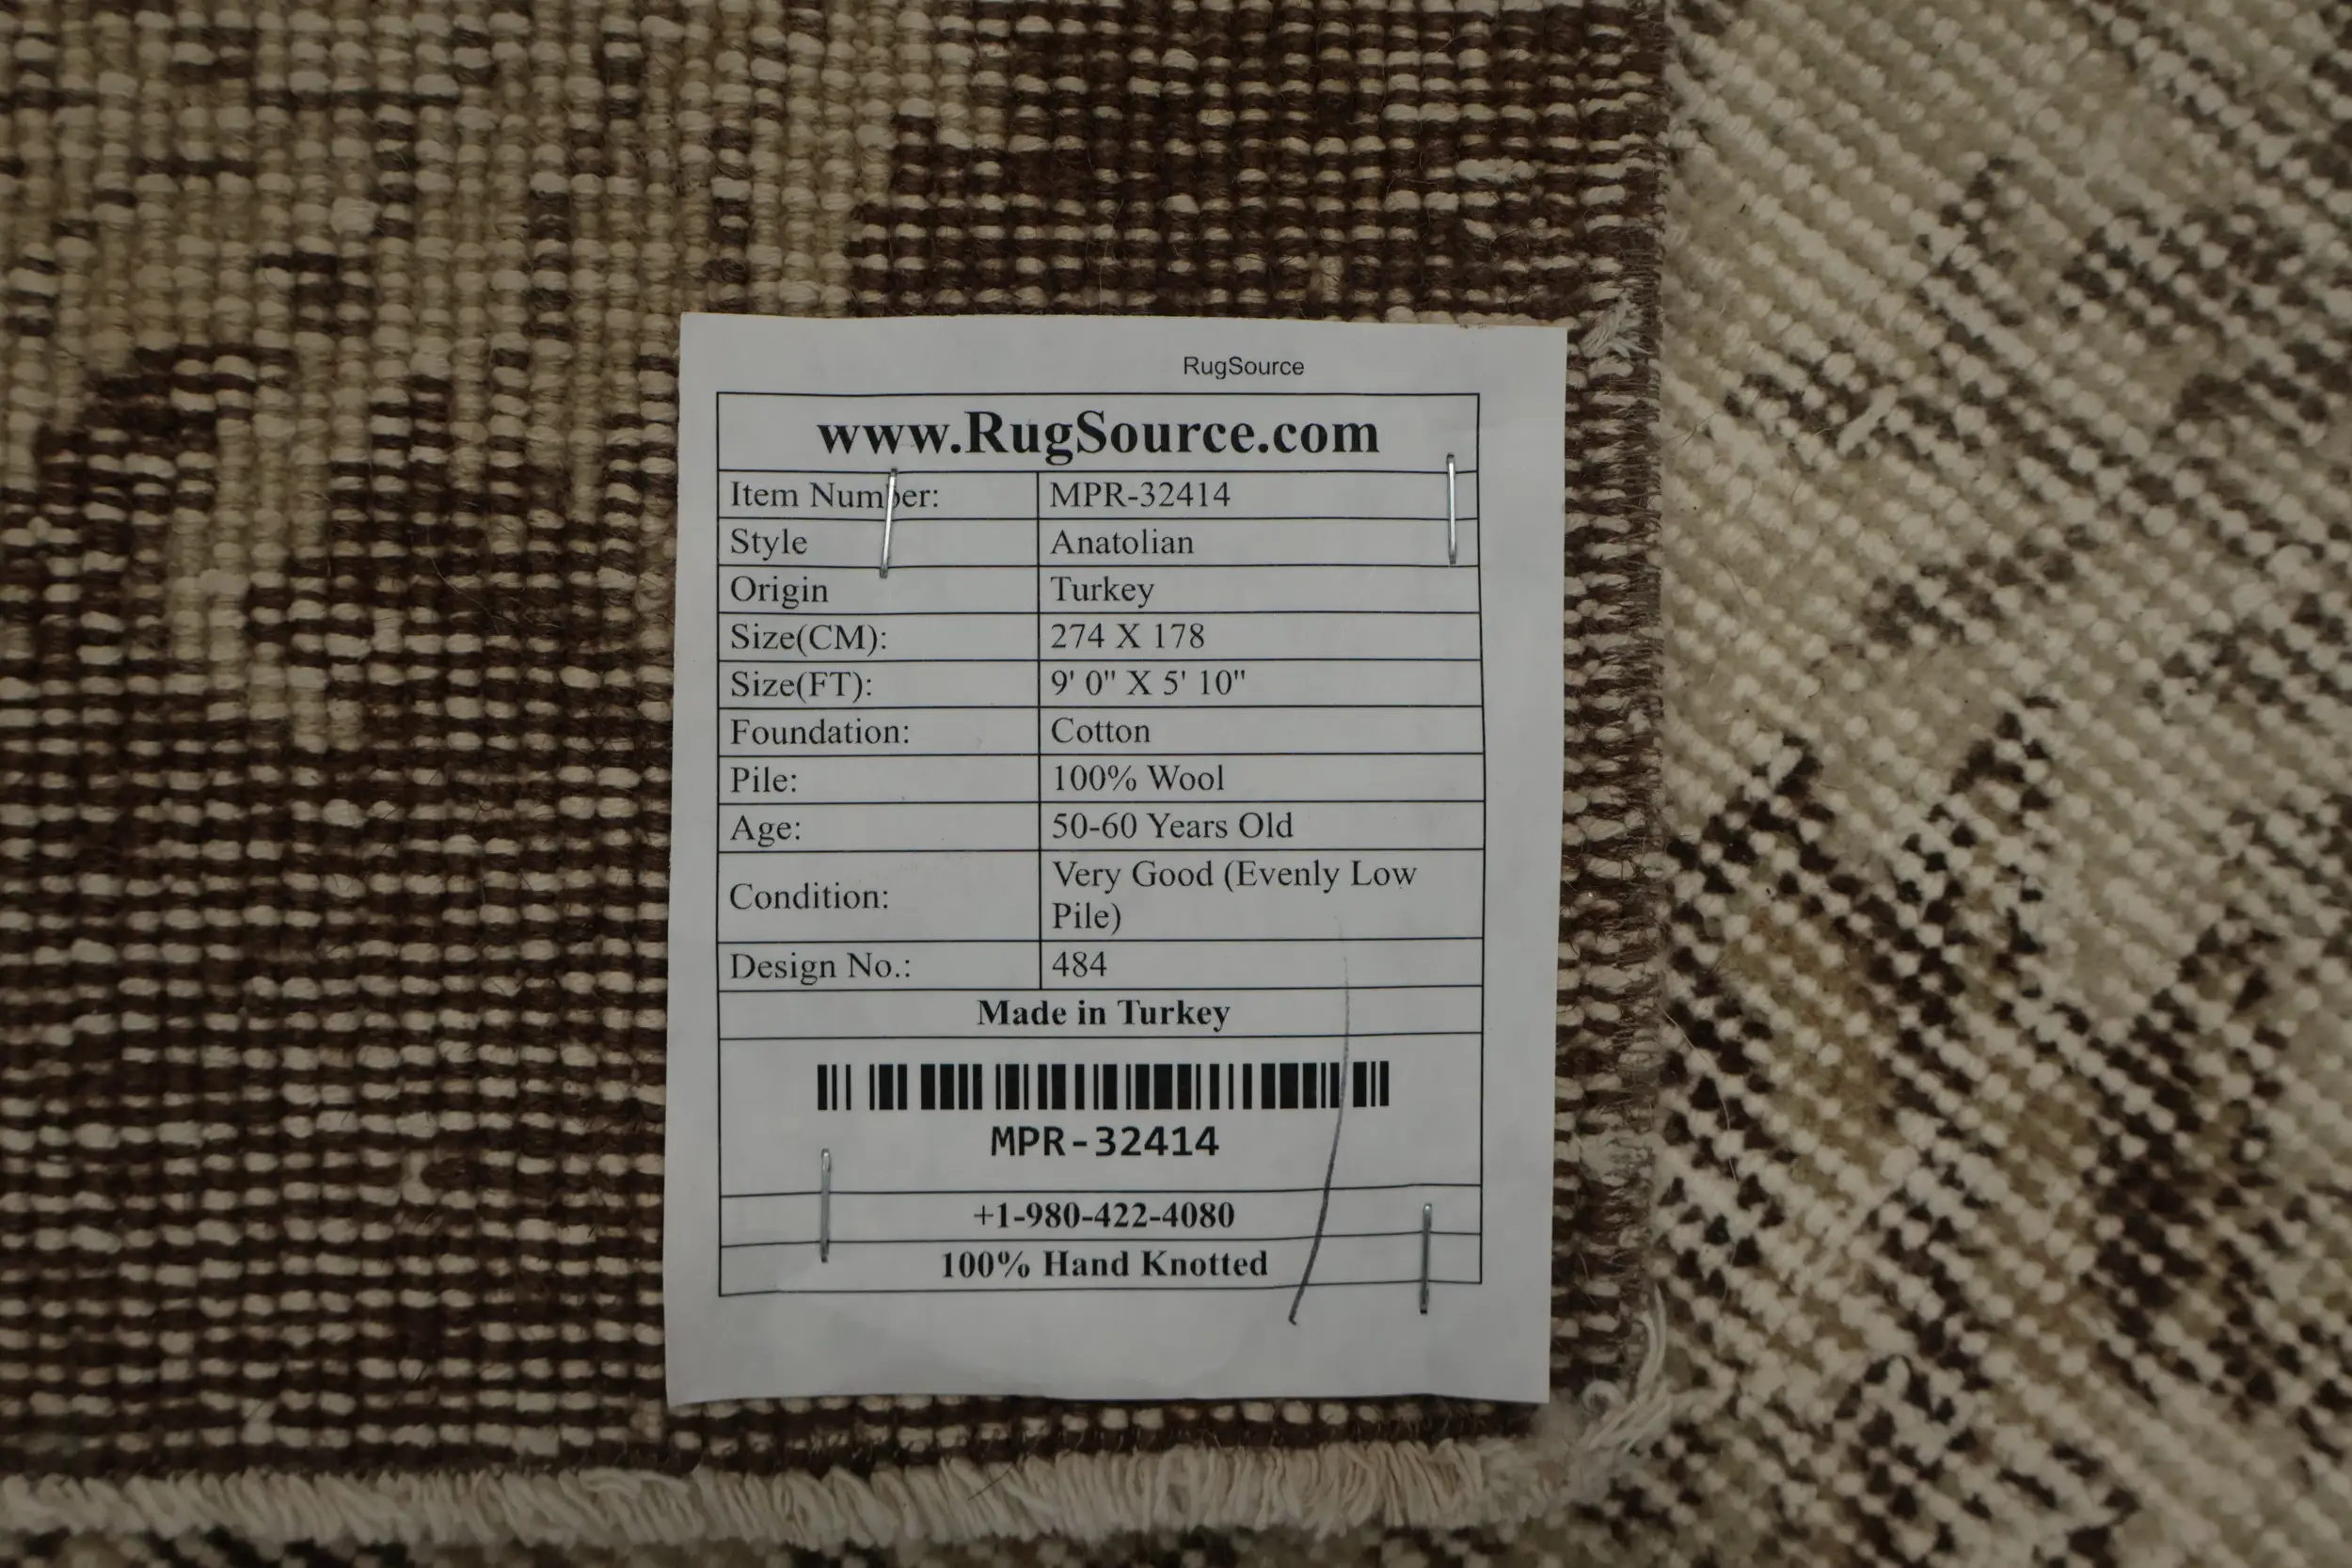 RugSource
www.RugSource.com
Item Number: MPR-32414
Style Anatolian
Origin Turkey
Size(CM): 274 X 178
Size(FT): 9' 0" X 5' 10"
Foundation: Cotton
Pile: 100% Wool
Age: 50-60 Years Old
Condition: Very Good (Evenly Low
Pile)
Design No.: 484
Made in Turkey
MPR-32414
+1-980-422-4080
100% Hand Knotted